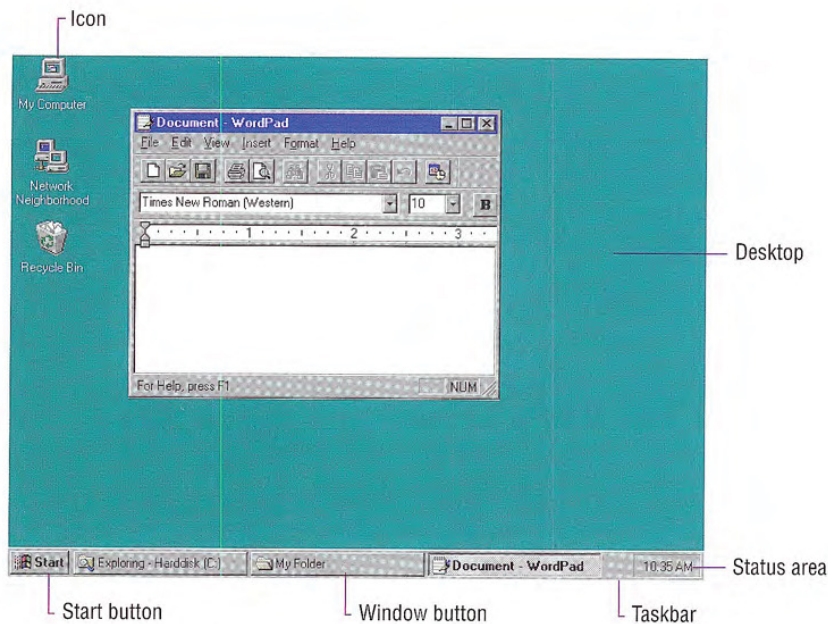 Icon
My Computer
Network
Neighborhood
Recycle Bin
Document - WordPad
File Edit View Insert Format Help
Times New Roman (Western) 10 B
1 2 3
For Help, press F1 NUM
Desktop
Start Exploring - Harddisk (C:) My Folder Document - WordPad 10:35 AM
Status area
Start button Window button Taskbar